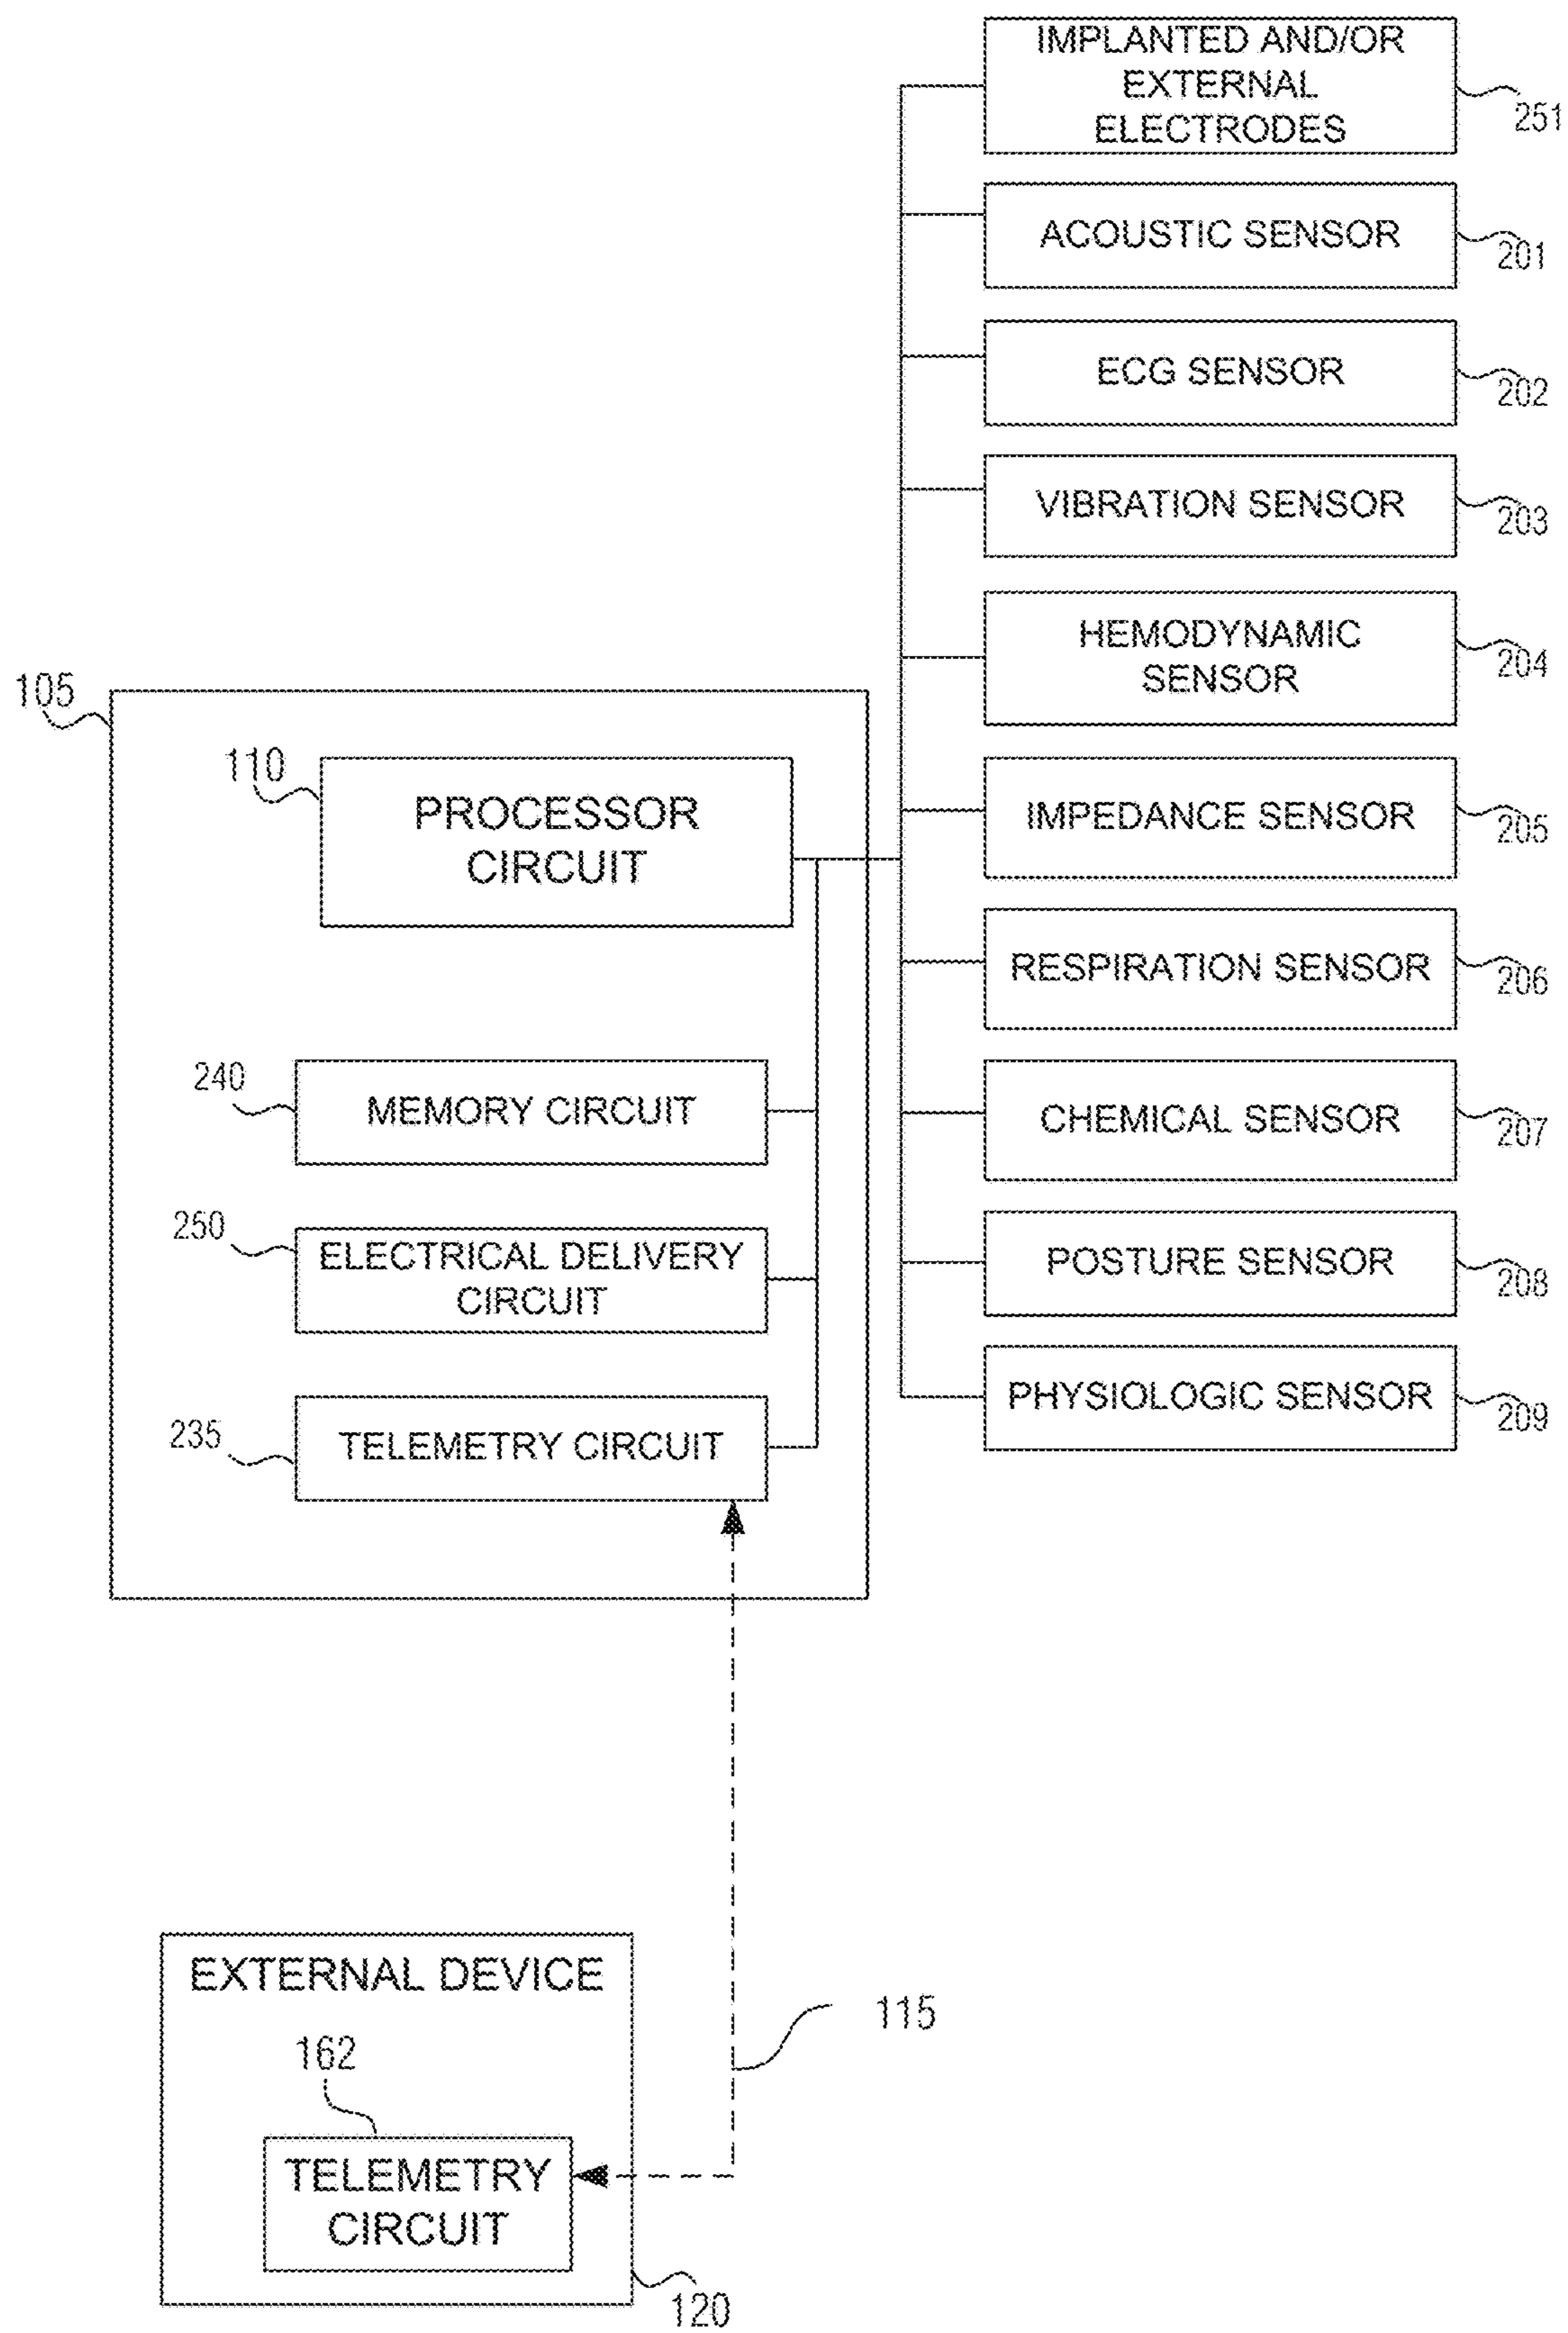 IMPLANTED AND/OR
EXTERNAL
ELECTRODES
251
ACOUSTIC SENSOR
201
ECG SENSOR
202
VIBRATION SENSOR
203
HEMODYNAMIC
SENSOR
204
IMPEDANCE SENSOR
205
RESPIRATION SENSOR
206
CHEMICAL SENSOR
207
POSTURE SENSOR
208
PHYSIOLOGIC SENSOR
209
105
110
PROCESSOR
CIRCUIT
240
MEMORY CIRCUIT
250
ELECTRICAL DELIVERY
CIRCUIT
235
TELEMETRY CIRCUIT
115
EXTERNAL DEVICE
162
TELEMETRY
CIRCUIT
120